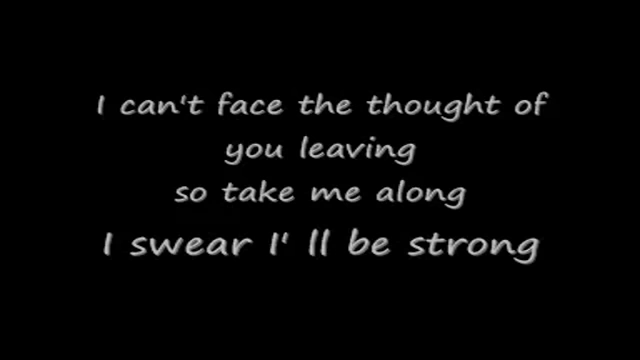 I can't face the thought of
you leaving
so take me along
I swear I' ll be strong